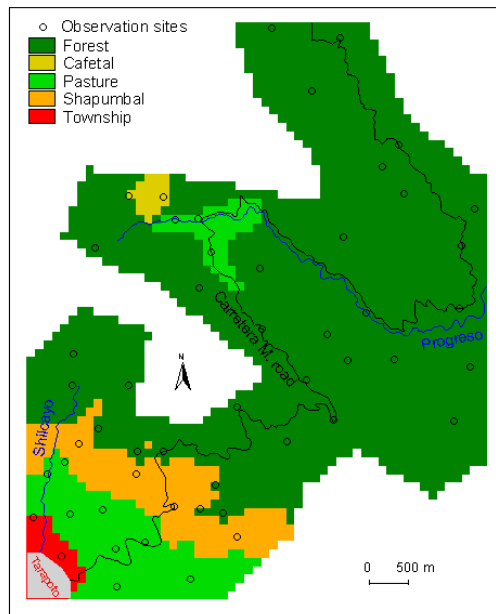 Observation sites
Forest
Cafetal
Pasture
Shapumbal
Township
Carretera M. road
Progreso
N
Shilcayo
Tarapoto
0 500 m